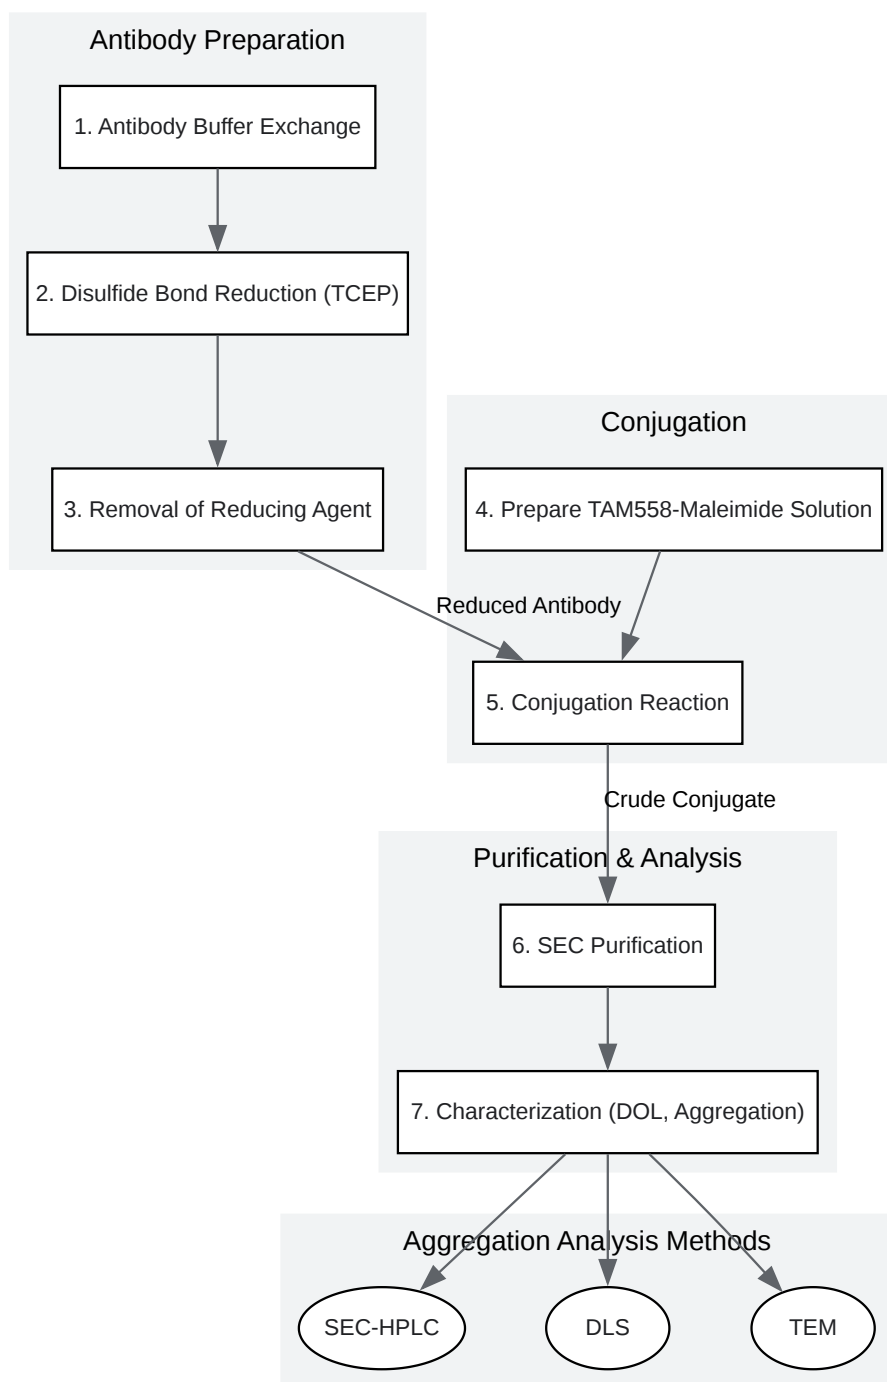 Antibody Preparation
1. Antibody Buffer Exchange
2. Disulfide Bond Reduction (TCEP)
3. Removal of Reducing Agent
Conjugation
4. Prepare TAM558-Maleimide Solution
Reduced Antibody
5. Conjugation Reaction
Crude Conjugate
Purification & Analysis
6. SEC Purification
7. Characterization (DOL, Aggregation)
Aggregation Analysis Methods
SEC-HPLC
DLS
TEM